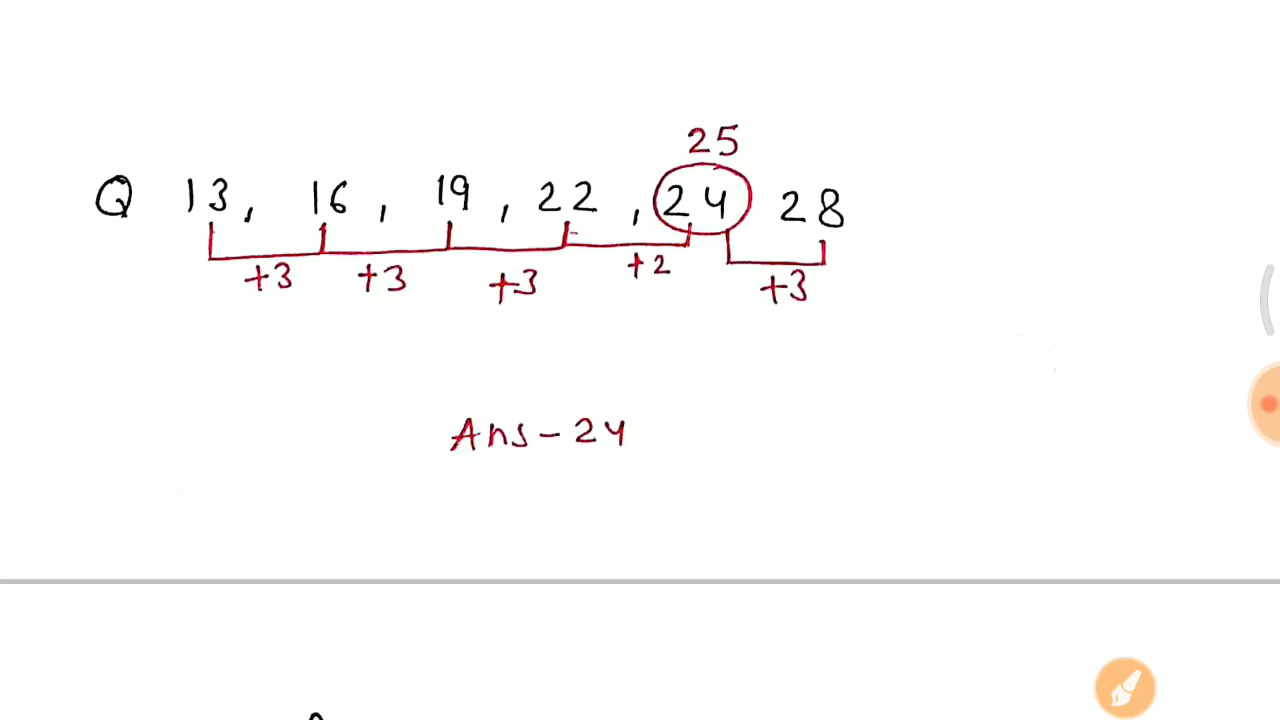 25
Q 13, 16, 19, 22, 24 28
+3 +3 +3 +2 +3
Ans-24